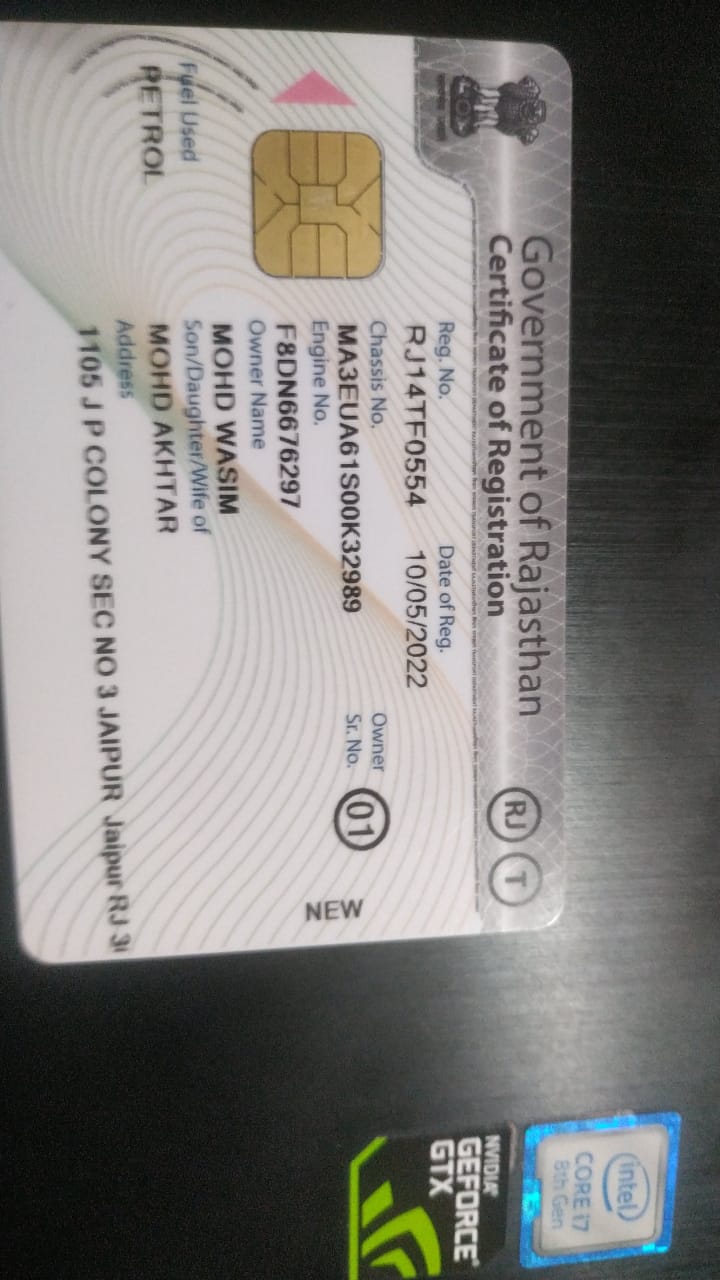 Government of Rajasthan
Certificate of Registration
RJ T
Reg. No. Date of Reg.
RJ14TF0554 10/05/2022
Chassis No. Owner
MA3EUA61S00K32989 Sr. No. 01
Engine No.
F8DN6676297 NEW
Owner Name
MOHD WASIM
Son/Daughter/Wife of
Fuel Used
MOHD AKHTAR
PETROL
Address
1105 J P COLONY SEC NO 3 JAIPUR Jaipur RJ
intel
CORE i7
8th Gen
NVIDIA
GEFORCE
GTX